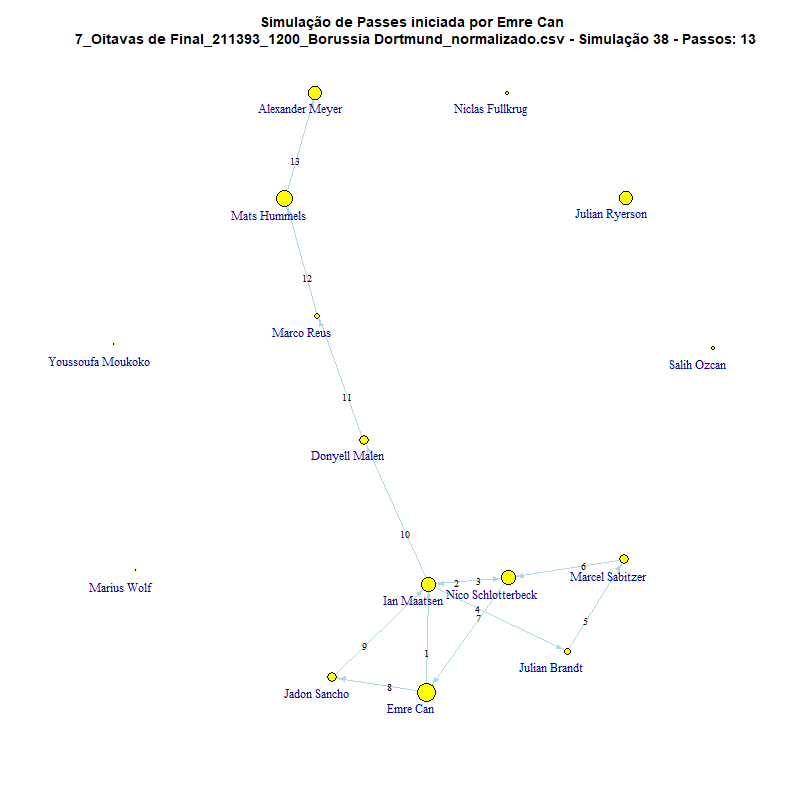 Simulação de Passes iniciada por Emre Can
7_Oitavas de Final_211393_1200_Borussia Dortmund_normalizado.csv - Simulação 38 - Passos: 13
Alexander Meyer
Niclas Fullkrug
13
Mats Hummels
Julian Ryerson
12
Marco Reus
Youssoufa Moukoko
Salih Ozcan
11
Donyell Malen
10
6
Marius Wolf
2
3
Marcel Sabitzer
Ian Maatsen
Nico Schlotterbeck
4
7
5
9
1
Julian Brandt
8
Jadon Sancho
Emre Can